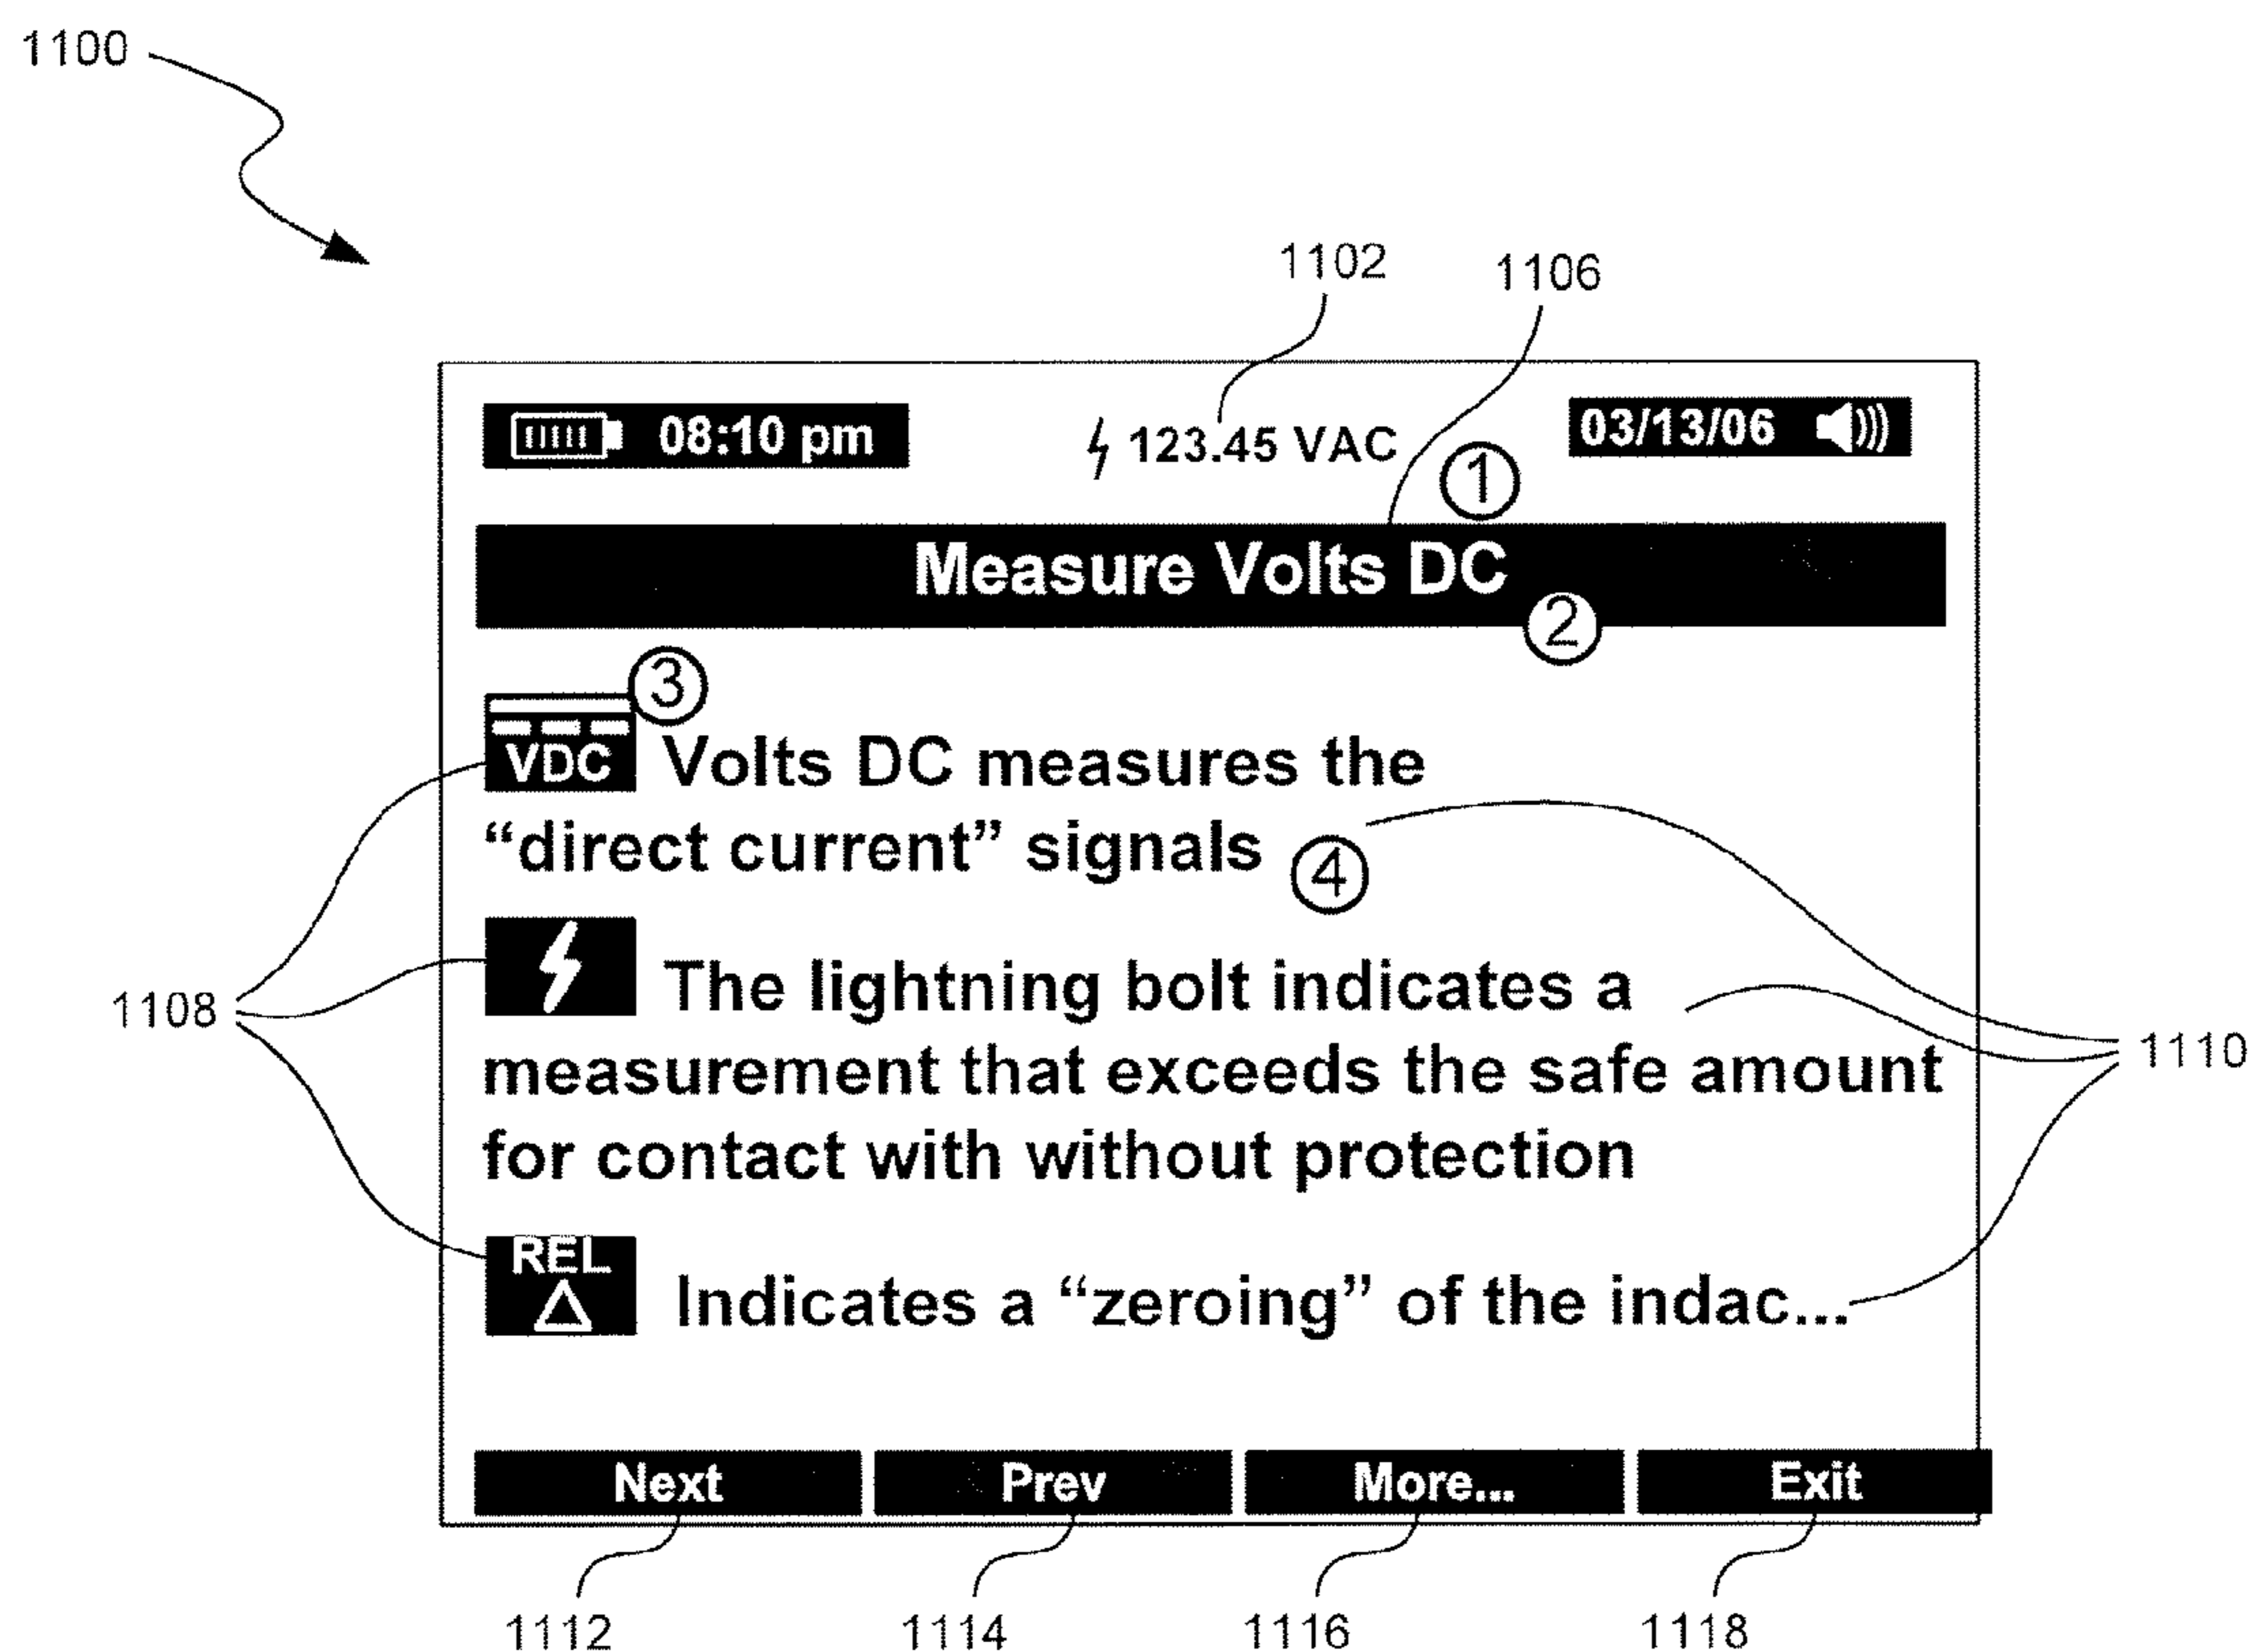 1100
1102
1106
08:10 pm
123.45 VAC
03/13/06
1
Measure Volts DC
2
3
VDC
Volts DC measures the
“direct current” signals
4
The lightning bolt indicates a
measurement that exceeds the safe amount
for contact with without protection
1108
1110
REL
Indicates a “zeroing” of the indac...
Next
Prev
More...
Exit
1112
1114
1116
1118